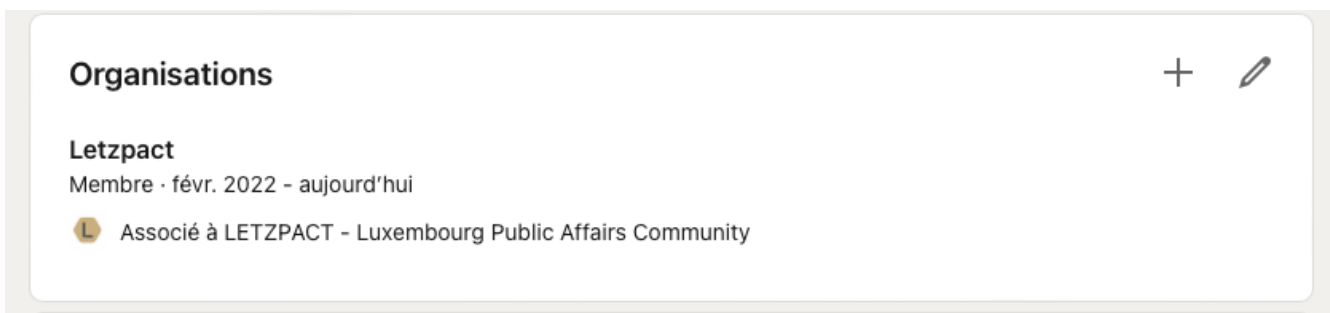 Organisations
Letzpact
Membre · févr. 2022 - aujourd’hui
L
Associé à LETZPACT - Luxembourg Public Affairs Community